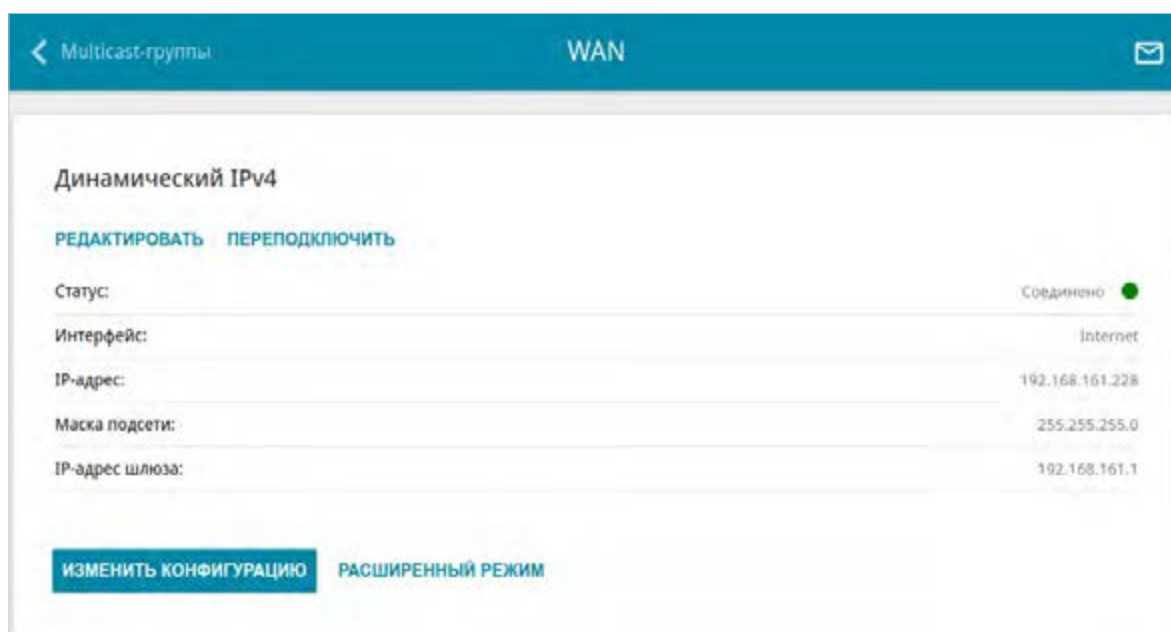 Multicast-группы WAN
Динамический IPv4
РЕДАКТИРОВАТЬ ПЕРЕПОДКЛЮЧИТЬ
Статус: Соединено
Интерфейс: Internet
IP-адрес: 192.168.161.228
Маска подсети: 255.255.255.0
IP-адрес шлюза: 192.168.161.1
ИЗМЕНИТЬ КОНФИГУРАЦИЮ РАСШИРЕННЫЙ РЕЖИМ